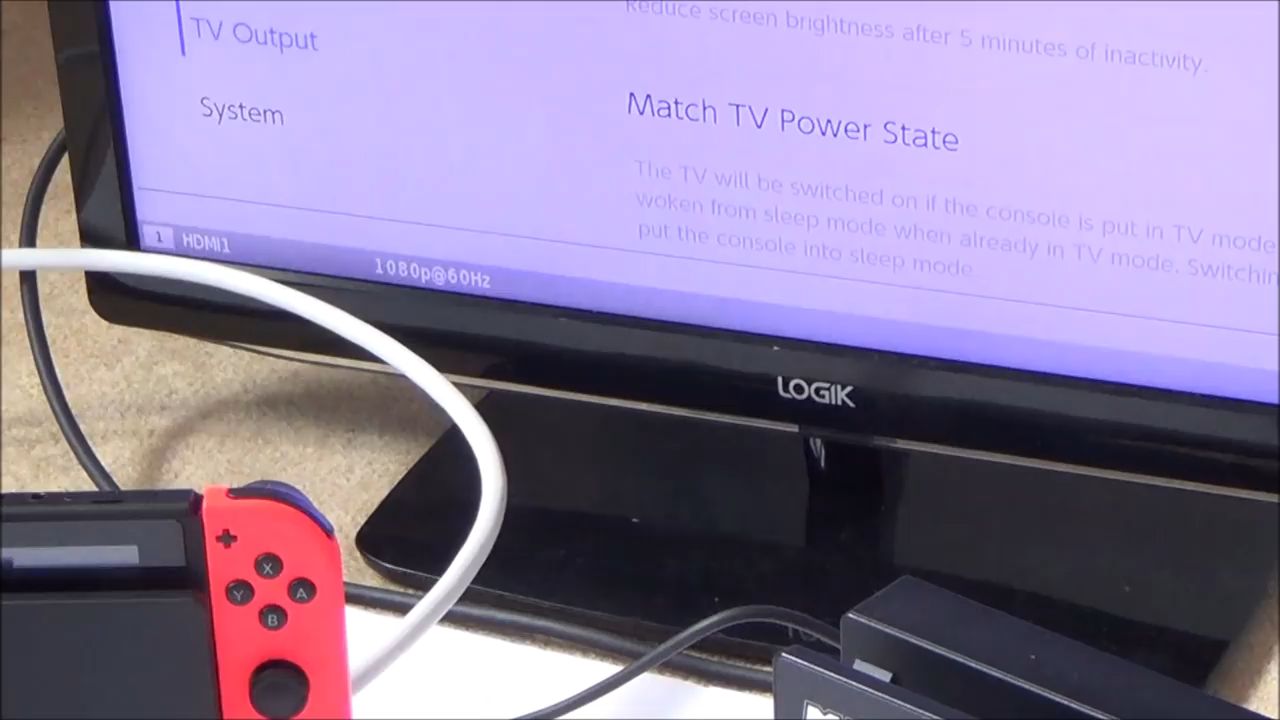 Reduce screen brightness after 5 minutes of inactivity.
TV Output
System
Match TV Power State
The TV will be switched on if the console is put in TV mode
woken from sleep mode when already in TV mode. Switchin
put the console into sleep mode.
1 HDMI1
1080p@60Hz
LOGIK
X
Y A
B